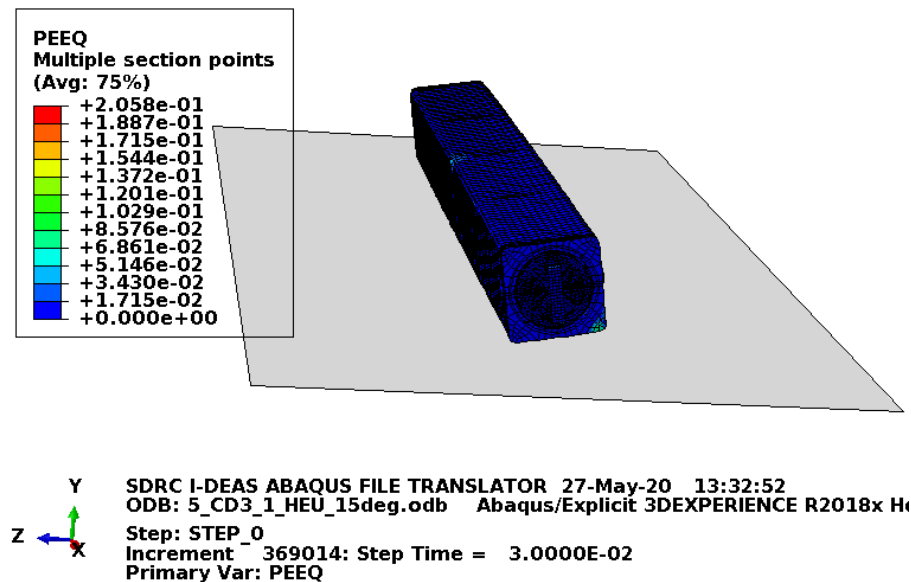 PEEQ
Multiple section points
(Avg: 75%)
+2.058e-01
+1.887e-01
+1.715e-01
+1.544e-01
+1.372e-01
+1.201e-01
+1.029e-01
+8.576e-02
+6.861e-02
+5.146e-02
+3.430e-02
+1.715e-02
+0.000e+00
Y
Z
X
SDRC I-DEAS ABAQUS FILE TRANSLATOR 27-May-20 13:32:52
ODB: 5_CD3_1_HEU_15deg.odb Abaqus/Explicit 3DEXPERIENCE R2018x
Step: STEP_0
Increment 369014: Step Time = 3.0000E-02
Primary Var: PEEQ